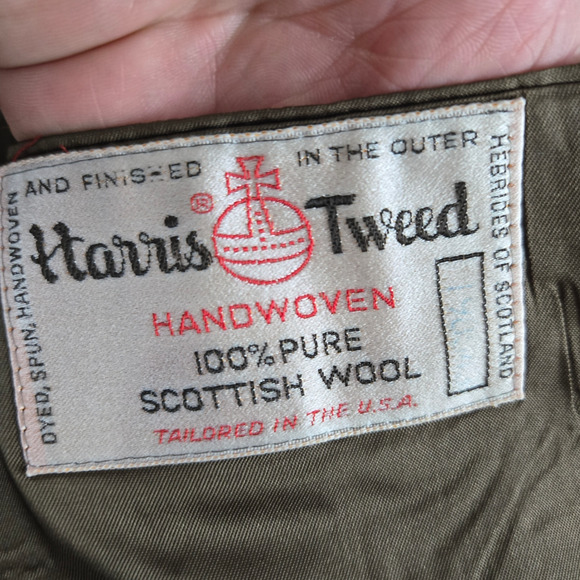 DYED, SPUN, HANDWOVEN
AND FINISHED
IN THE OUTER
HEBRIDES OF SCOTLAND
Harris ® Tweed
HANDWOVEN
100% PURE
SCOTTISH WOOL
TAILORED IN THE U.S.A.